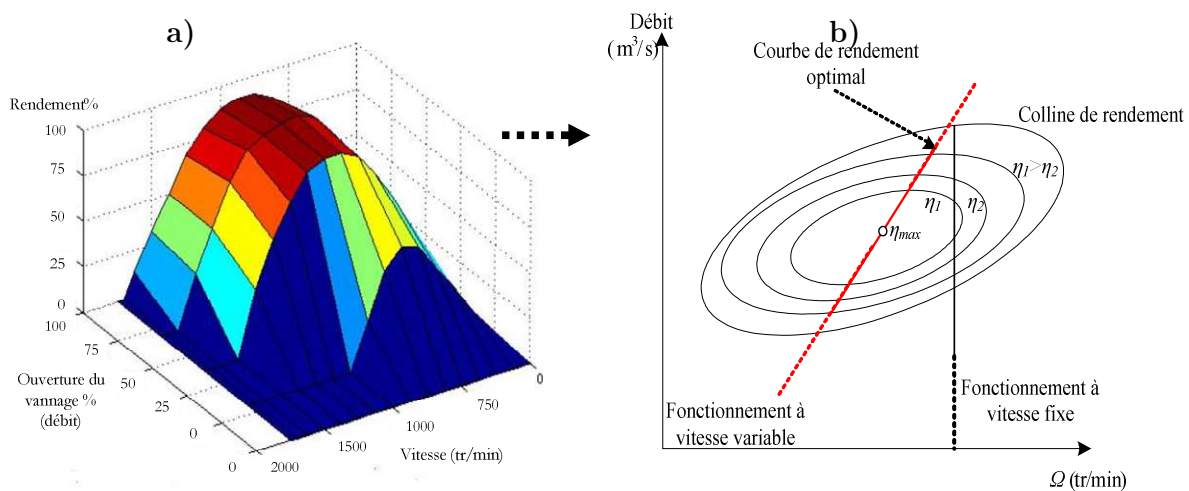 a)
Rendement%
100
75
50
25
0
100
75
50
25
0
0
Ouverture du
vannage %
(débit)
2000
1500
1000
750
0
Vitesse (tr/min)
b)
Débit
(m³/s)
Courbe de rendement
optimal
Colline de rendement
η1>η2
η1
η2
ηmax
Fonctionnement à
vitesse variable
Fonctionnement à
vitesse fixe
Ω (tr/min)